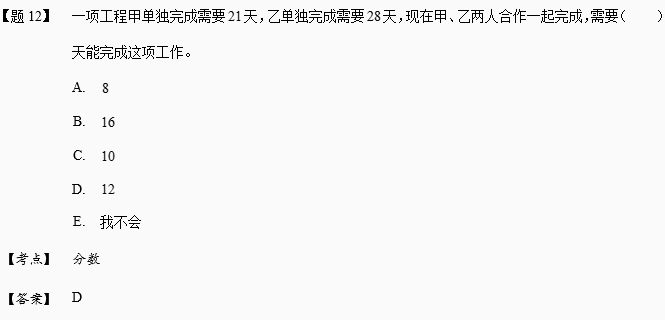 【题 12】 一项工程甲单独完成需要21天，乙单独完成需要28天，现在甲、乙两人合作一起完成，需要（ ）
天能完成这项工作。
A. 8
B. 16
C. 10
D. 12
E. 我不会
【考点】 分数
【答案】 D